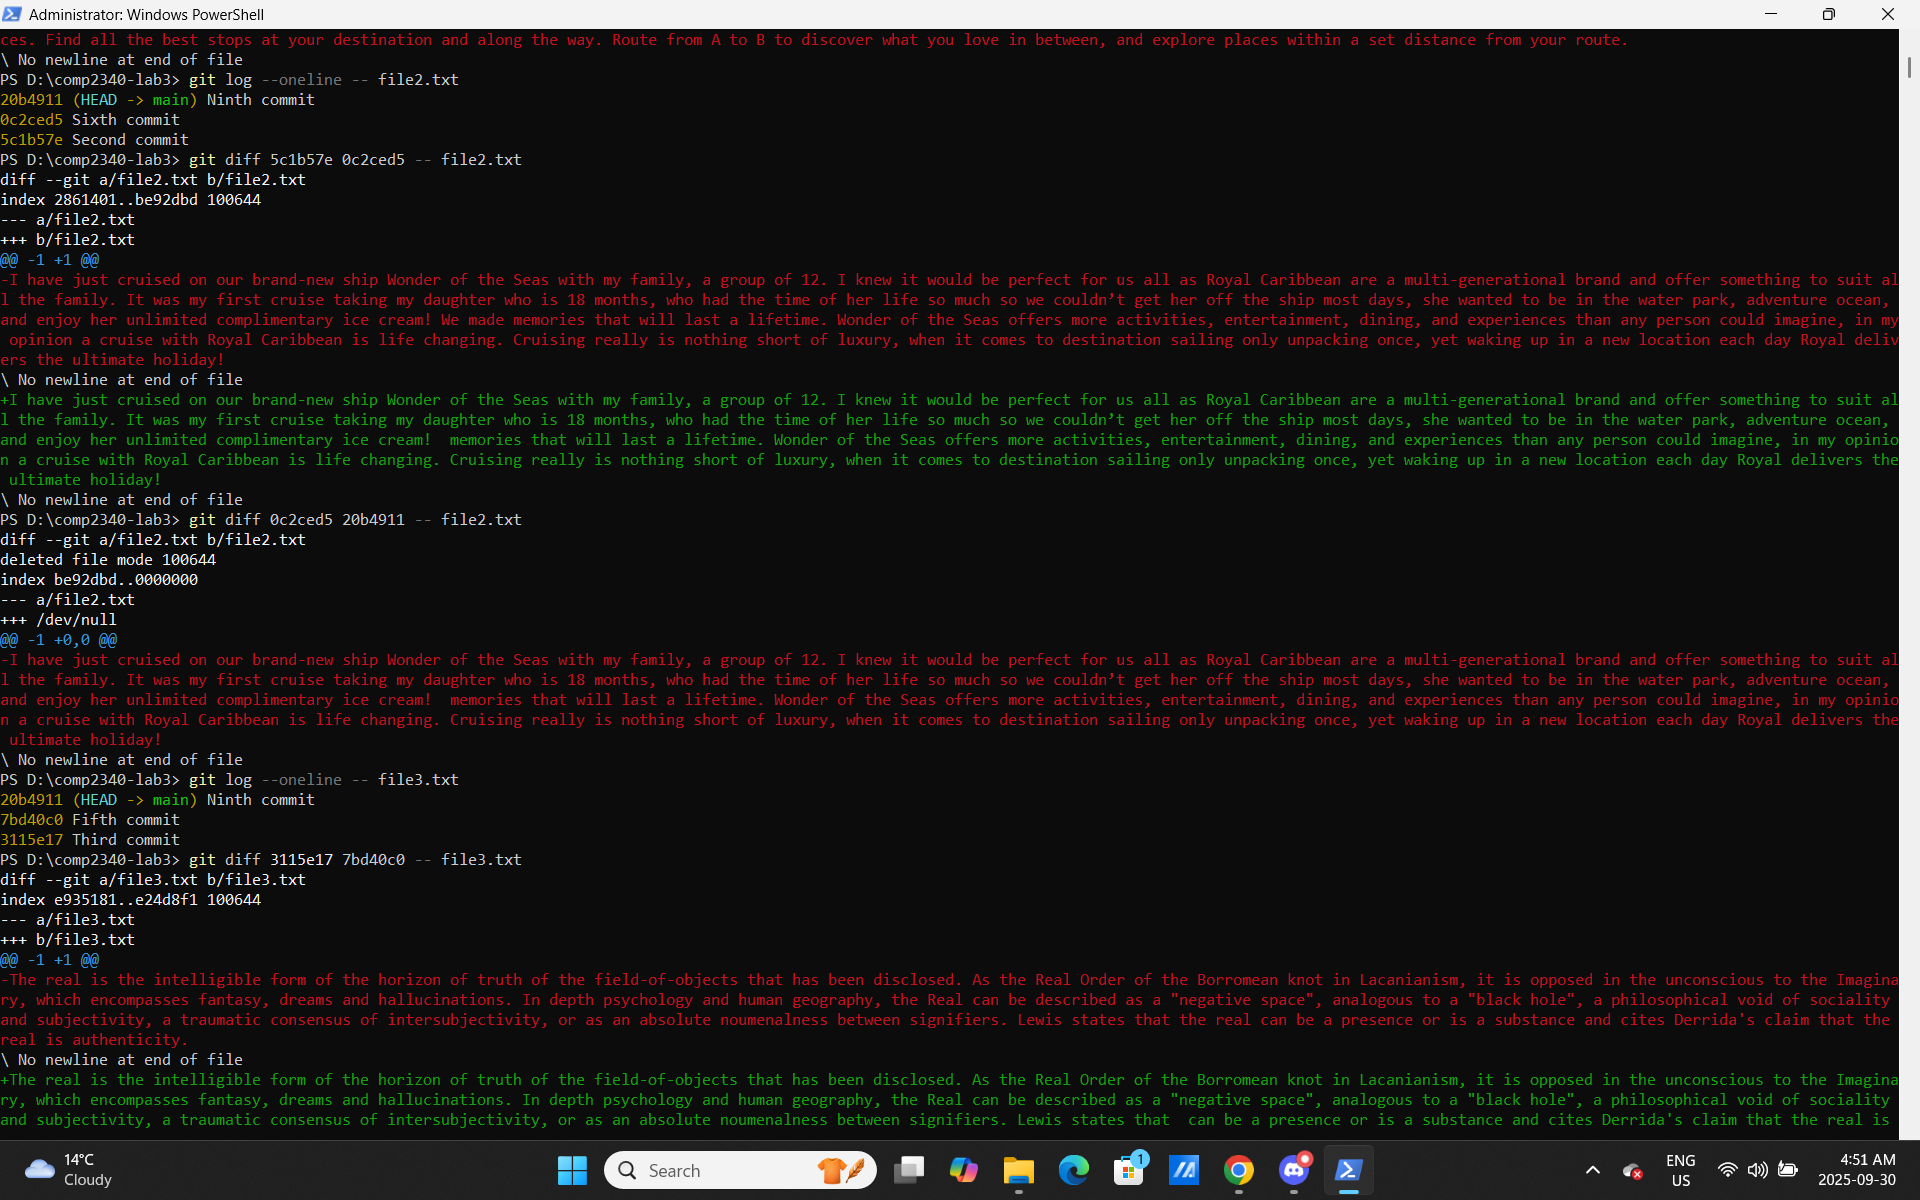 Administrator: Windows PowerShell
ces. Find all the best stops at your destination and along the way. Route from A to B to discover what you love in between, and explore places within a set distance from your route.
\ No newline at end of file
PS D:\comp2340-lab3> git log --oneline -- file2.txt
20b4911 (HEAD -> main) Ninth commit
0c2ced5 Sixth commit
5c1b57e Second commit
PS D:\comp2340-lab3> git diff 5c1b57e 0c2ced5 -- file2.txt
diff --git a/file2.txt b/file2.txt
index 2861401..be92dbd 100644
--- a/file2.txt
+++ b/file2.txt
@@ -1 +1 @@
-I have just cruised on our brand-new ship Wonder of the Seas with my family, a group of 12. I knew it would be perfect for us all as Royal Caribbean are a multi-generational brand and offer something to suit al
l the family. It was my first cruise taking my daughter who is 18 months, who had the time of her life so much so we couldn’t get her off the ship most days, she wanted to be in the water park, adventure ocean,
and enjoy her unlimited complimentary ice cream! We made memories that will last a lifetime. Wonder of the Seas offers more activities, entertainment, dining, and experiences than any person could imagine, in my
 opinion a cruise with Royal Caribbean is life changing. Cruising really is nothing short of luxury, when it comes to destination sailing only unpacking once, yet waking up in a new location each day Royal deliv
ers the ultimate holiday!
\ No newline at end of file
+I have just cruised on our brand-new ship Wonder of the Seas with my family, a group of 12. I knew it would be perfect for us all as Royal Caribbean are a multi-generational brand and offer something to suit al
l the family. It was my first cruise taking my daughter who is 18 months, who had the time of her life so much so we couldn’t get her off the ship most days, she wanted to be in the water park, adventure ocean,
and enjoy her unlimited complimentary ice cream!  memories that will last a lifetime. Wonder of the Seas offers more activities, entertainment, dining, and experiences than any person could imagine, in my opinio
n a cruise with Royal Caribbean is life changing. Cruising really is nothing short of luxury, when it comes to destination sailing only unpacking once, yet waking up in a new location each day Royal delivers the
 ultimate holiday!
\ No newline at end of file
PS D:\comp2340-lab3> git diff 0c2ced5 20b4911 -- file2.txt
diff --git a/file2.txt b/file2.txt
deleted file mode 100644
index be92dbd..0000000
--- a/file2.txt
+++ /dev/null
@@ -1 +0,0 @@
-I have just cruised on our brand-new ship Wonder of the Seas with my family, a group of 12. I knew it would be perfect for us all as Royal Caribbean are a multi-generational brand and offer something to suit al
l the family. It was my first cruise taking my daughter who is 18 months, who had the time of her life so much so we couldn’t get her off the ship most days, she wanted to be in the water park, adventure ocean,
and enjoy her unlimited complimentary ice cream!  memories that will last a lifetime. Wonder of the Seas offers more activities, entertainment, dining, and experiences than any person could imagine, in my opinio
n a cruise with Royal Caribbean is life changing. Cruising really is nothing short of luxury, when it comes to destination sailing only unpacking once, yet waking up in a new location each day Royal delivers the
 ultimate holiday!
\ No newline at end of file
PS D:\comp2340-lab3> git log --oneline -- file3.txt
20b4911 (HEAD -> main) Ninth commit
7bd40c0 Fifth commit
3115e17 Third commit
PS D:\comp2340-lab3> git diff 3115e17 7bd40c0 -- file3.txt
diff --git a/file3.txt b/file3.txt
index e935181..e24d8f1 100644
--- a/file3.txt
+++ b/file3.txt
@@ -1 +1 @@
-The real is the intelligible form of the horizon of truth of the field-of-objects that has been disclosed. As the Real Order of the Borromean knot in Lacanianism, it is opposed in the unconscious to the Imagina
ry, which encompasses fantasy, dreams and hallucinations. In depth psychology and human geography, the Real can be described as a "negative space", analogous to a "black hole", a philosophical void of sociality
and subjectivity, a traumatic consensus of intersubjectivity, or as an absolute noumenalness between signifiers. Lewis states that the real can be a presence or is a substance and cites Derrida's claim that the
real is authenticity.
\ No newline at end of file
+The real is the intelligible form of the horizon of truth of the field-of-objects that has been disclosed. As the Real Order of the Borromean knot in Lacanianism, it is opposed in the unconscious to the Imagina
ry, which encompasses fantasy, dreams and hallucinations. In depth psychology and human geography, the Real can be described as a "negative space", analogous to a "black hole", a philosophical void of sociality
and subjectivity, a traumatic consensus of intersubjectivity, or as an absolute noumenalness between signifiers. Lewis states that  can be a presence or is a substance and cites Derrida's claim that the real is
14°C
Cloudy
Search
1
ENG
US
4:51 AM
2025-09-30